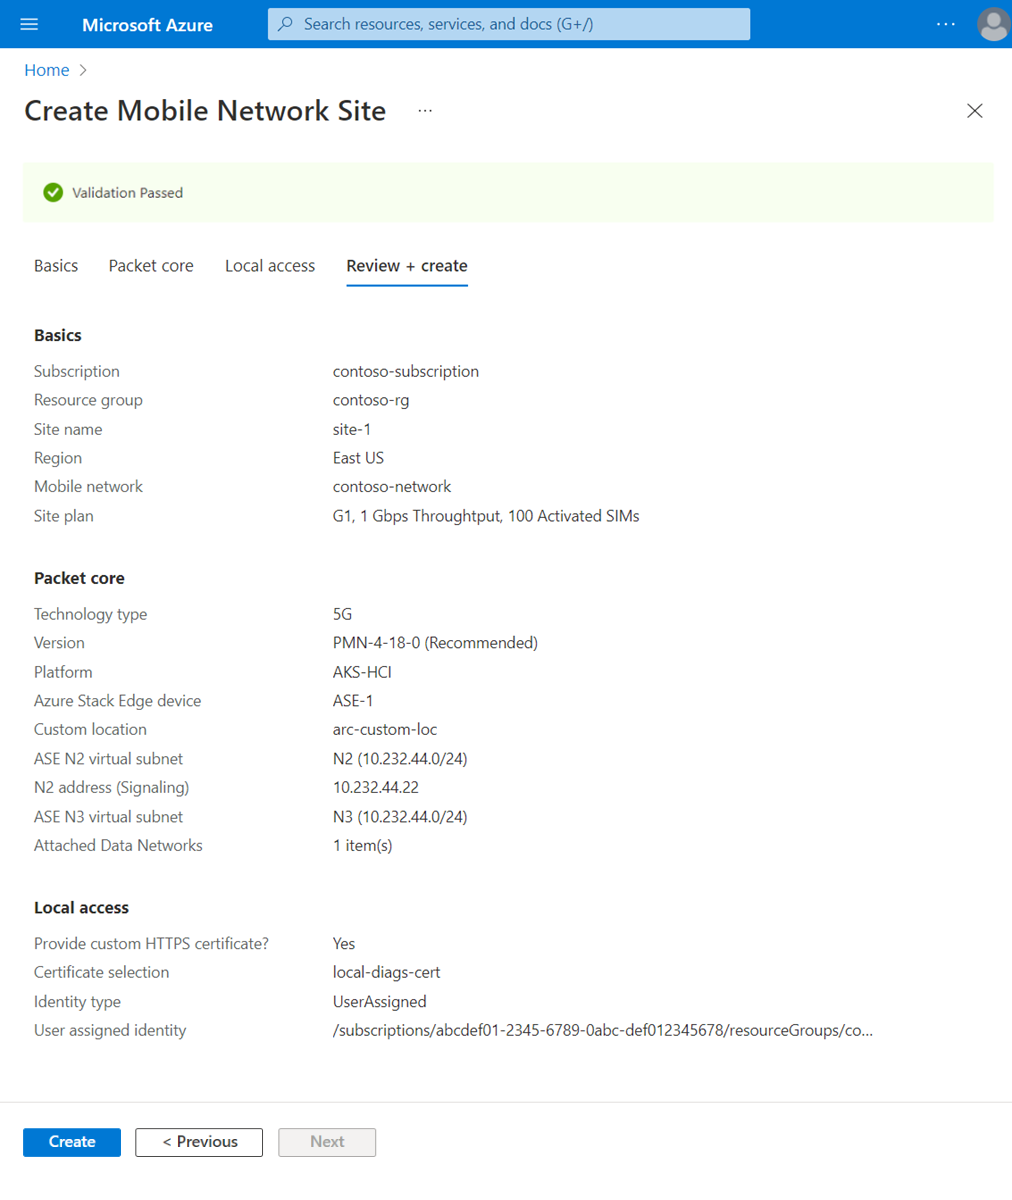 Microsoft Azure
Search resources, services, and docs (G+/)
...
Home >
Create Mobile Network Site ...
Validation Passed
Basics Packet core Local access Review + create
Basics
Subscription contoso-subscription
Resource group contoso-rg
Site name site-1
Region East US
Mobile network contoso-network
Site plan G1, 1 Gbps Throughtput, 100 Activated SIMs
Packet core
Technology type 5G
Version PMN-4-18-0 (Recommended)
Platform AKS-HCI
Azure Stack Edge device ASE-1
Custom location arc-custom-loc
ASE N2 virtual subnet N2 (10.232.44.0/24)
N2 address (Signaling) 10.232.44.22
ASE N3 virtual subnet N3 (10.232.44.0/24)
Attached Data Networks 1 item(s)
Local access
Provide custom HTTPS certificate? Yes
Certificate selection local-diags-cert
Identity type UserAssigned
User assigned identity /subscriptions/abcdef01-2345-6789-0abc-def012345678/resourceGroups/co...
Create < Previous Next